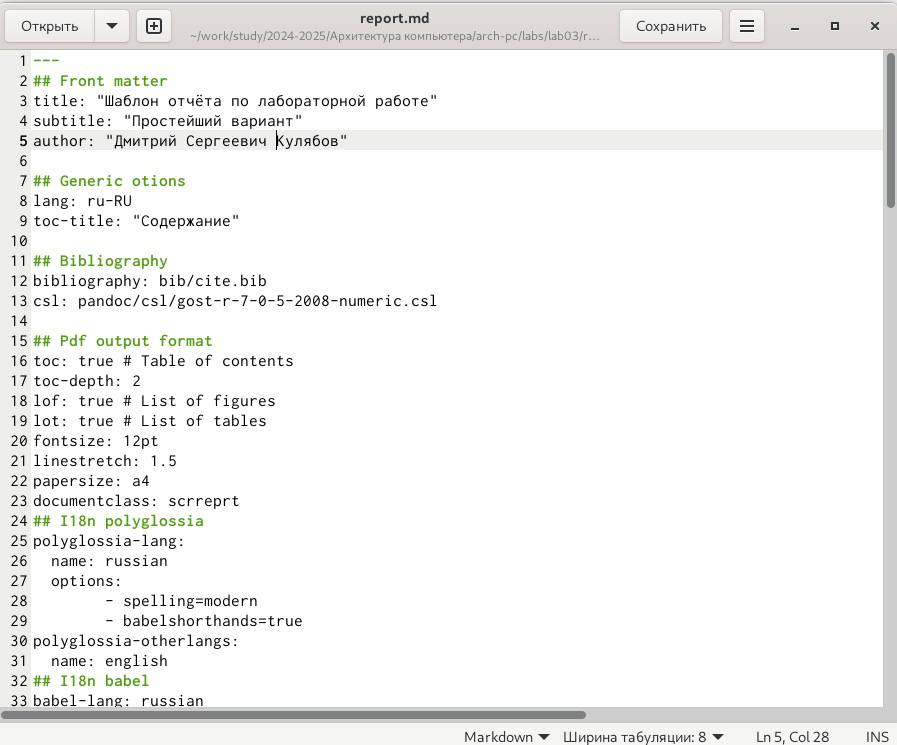 Открыть
report.md
~/work/study/2024-2025/Архитектура компьютера/arch-pc/labs/lab03/r...
Сохранить
1 ---
2 ## Front matter
3 title: "Шаблон отчёта по лабораторной работе"
4 subtitle: "Простейший вариант"
5 author: "Дмитрий Сергеевич Кулябов"
6
7 ## Generic otions
8 lang: ru-RU
9 toc-title: "Содержание"
10
11 ## Bibliography
12 bibliography: bib/cite.bib
13 csl: pandoc/csl/gost-r-7-0-5-2008-numeric.csl
14
15 ## Pdf output format
16 toc: true # Table of contents
17 toc-depth: 2
18 lof: true # List of figures
19 lot: true # List of tables
20 fontsize: 12pt
21 linestretch: 1.5
22 papersize: a4
23 documentclass: scrreprt
24 ## I18n polyglossia
25 polyglossia-lang:
26   name: russian
27   options:
28         - spelling=modern
29         - babelshorthands=true
30 polyglossia-otherlangs:
31   name: english
32 ## I18n babel
33 babel-lang: russian
Markdown Ширина табуляции: 8 Ln 5, Col 28 INS